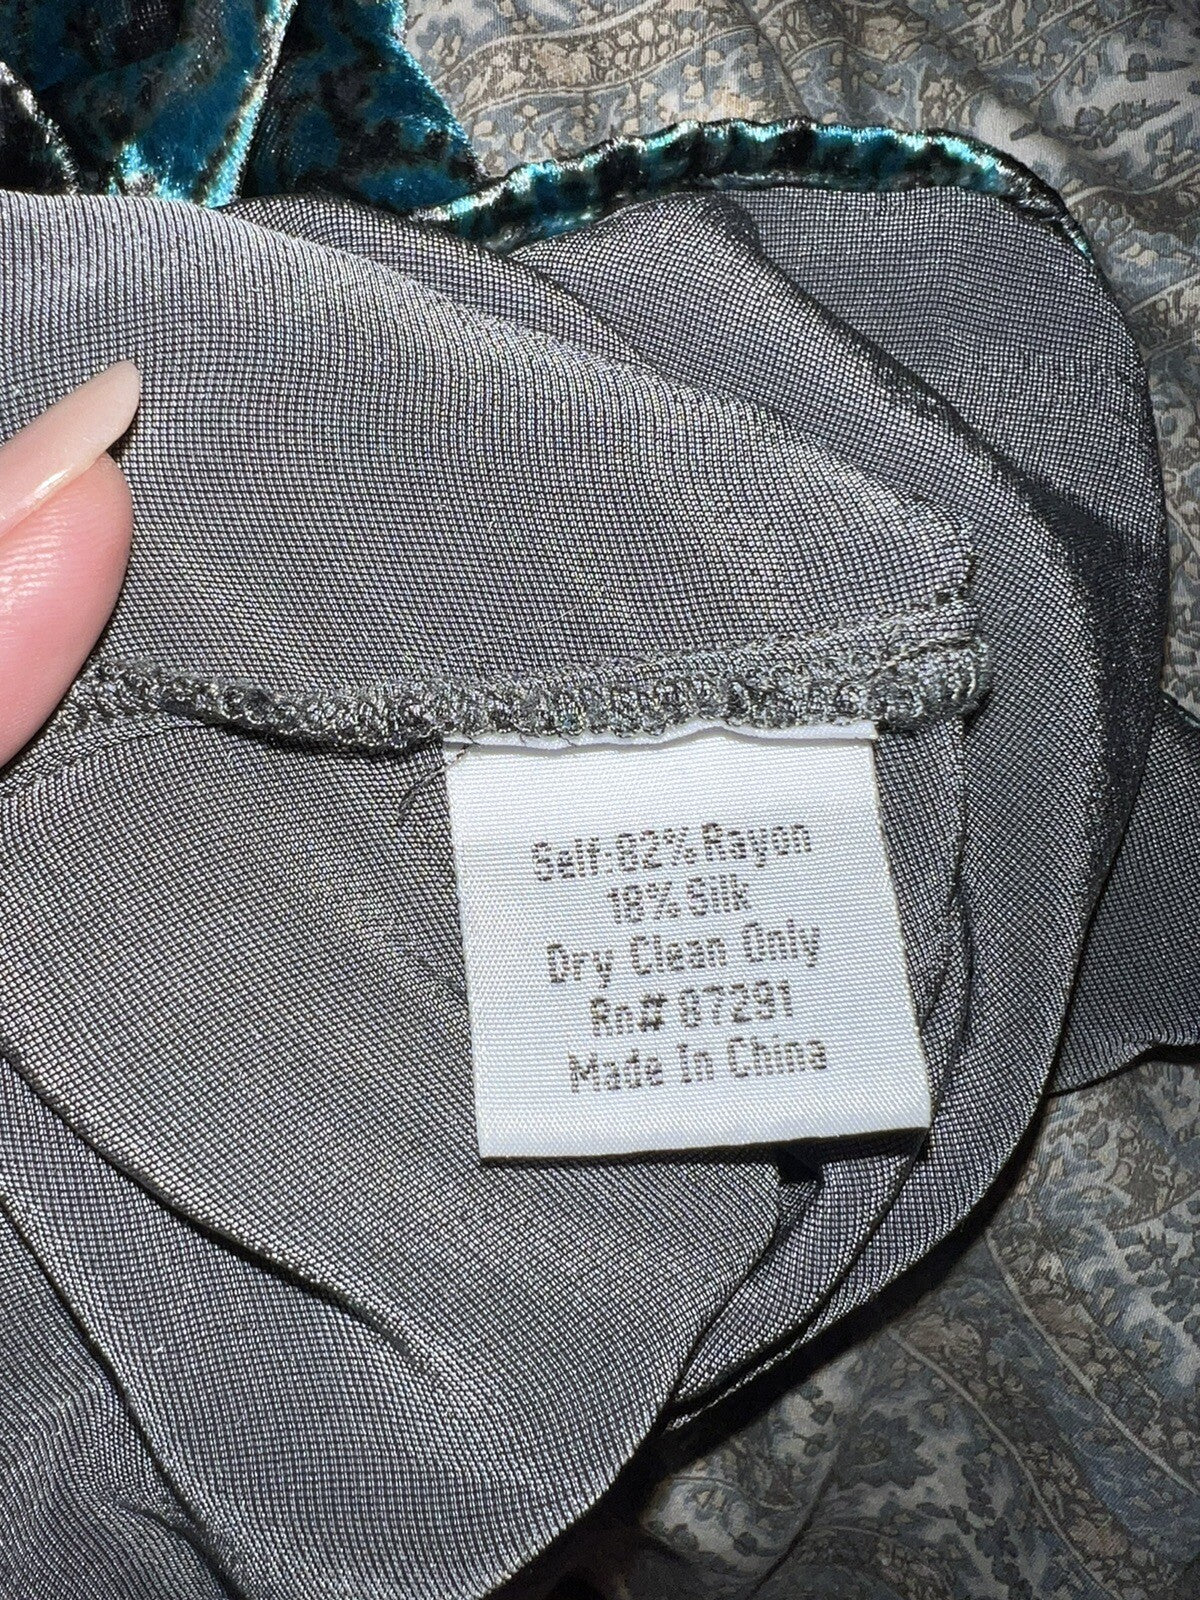 Self:82% Rayon
18% Silk
Dry Clean Only
Rn# 87291
Made In China